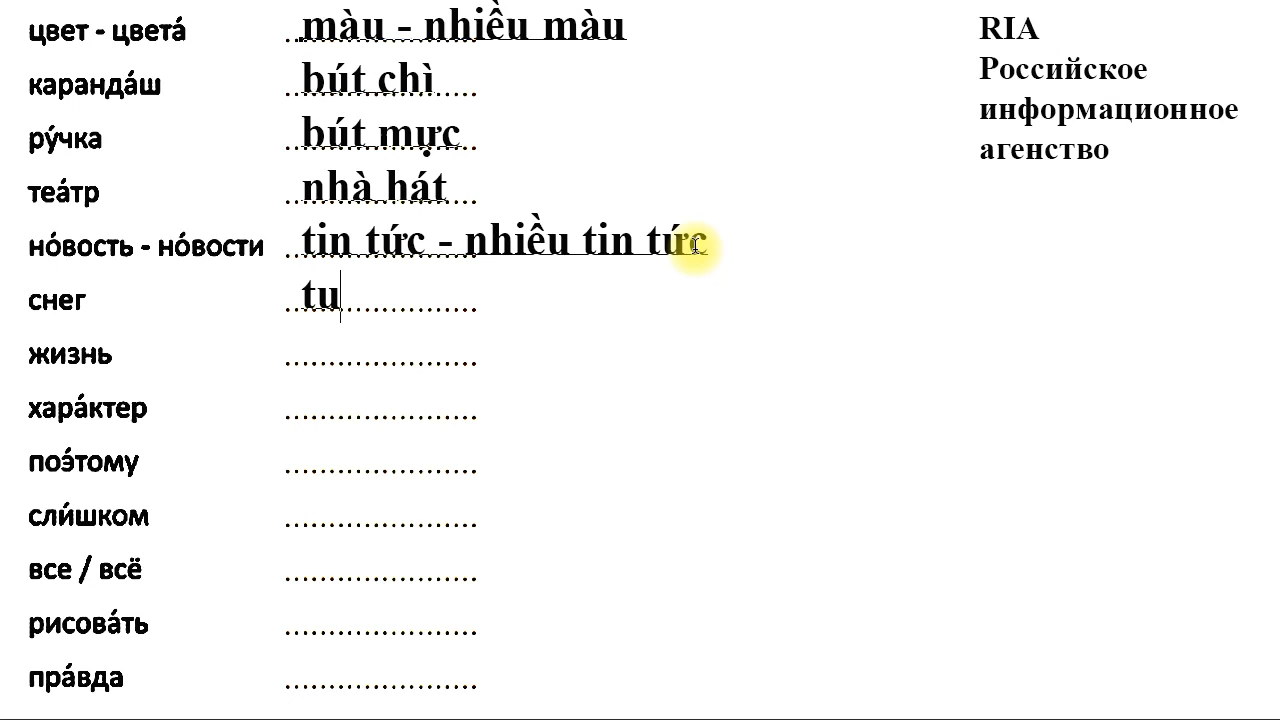 цвет - цвета́ màu - nhiều màu
каранда́ш bút chì
ру́чка bút mực
теа́тр nhà hát
но́вость - но́вости tin tức - nhiều tin tức
снег tu
жизнь
хара́ктер
поэ́тому
сли́шком
все / всё
рисова́ть
пра́вда
RIA
Российское
информационное
агенство